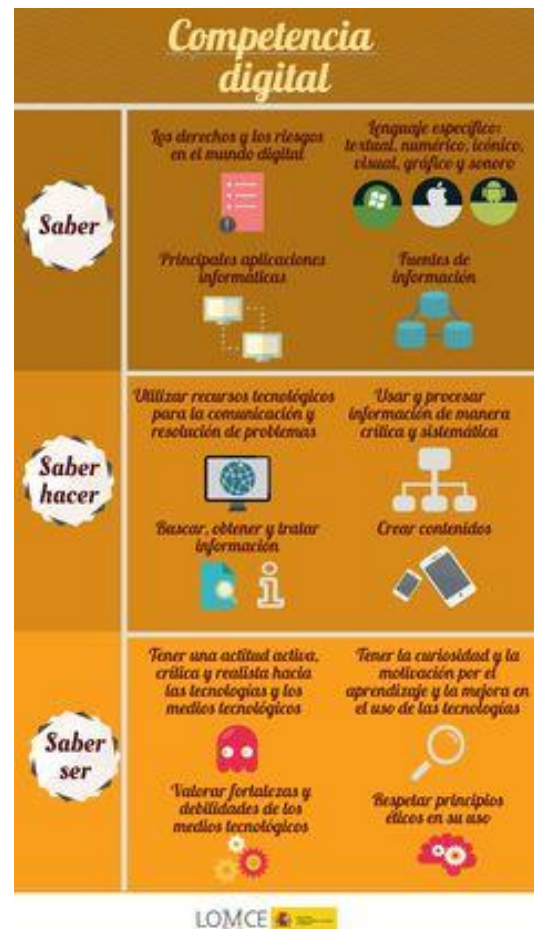 Competencia
digital
Saber
Los derechos y los riesgos
en el mundo digital
Lenguaje específico:
textual, numérico, icónico,
visual, gráfico y sonoro
Principales aplicaciones
informáticas
Fuentes de
información
Saber
hacer
Utilizar recursos tecnológicos
para la comunicación y
resolución de problemas
Usar y procesar
información de manera
crítica y sistemática
Buscar, obtener y tratar
información
Crear contenidos
Saber
ser
Tener una actitud activa,
crítica y realista hacia
las tecnologías y los
medios tecnológicos
Tener la curiosidad y la
motivación por el
aprendizaje y la mejora en
el uso de las tecnologías
Valorar fortalezas y
debilidades de los
medios tecnológicos
Respetar principios
éticos en su uso
LOMCE